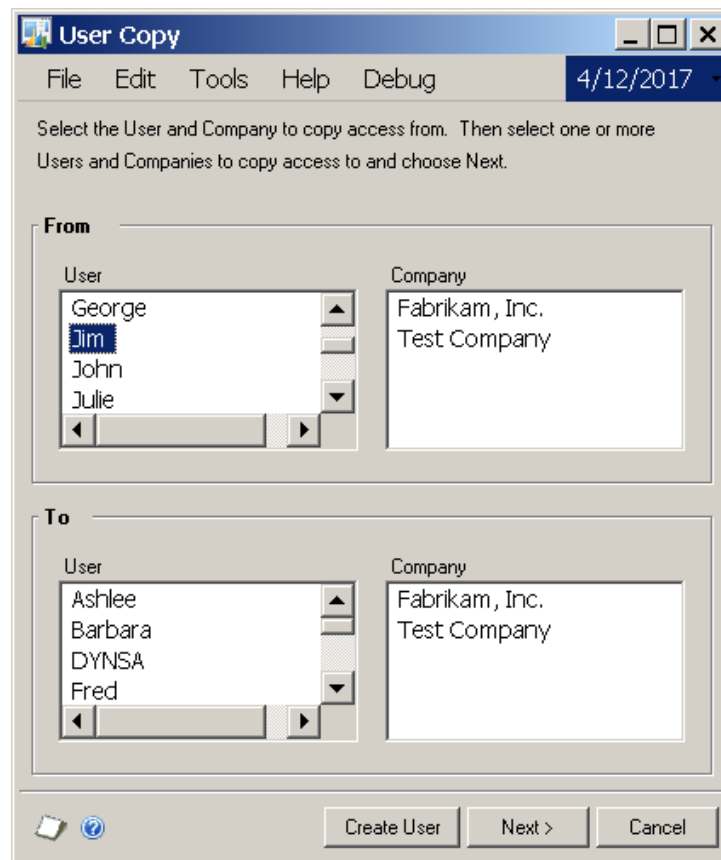 User Copy
File Edit Tools Help Debug 4/12/2017
Select the User and Company to copy access from. Then select one or more
Users and Companies to copy access to and choose Next.
From
User
George
Jim
John
Julie
Company
Fabrikam, Inc.
Test Company
To
User
Ashlee
Barbara
DYNSA
Fred
Company
Fabrikam, Inc.
Test Company
Create User Next > Cancel